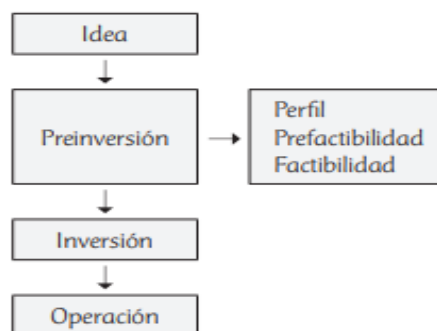 Idea
Preinversión
Perfil
Prefactibilidad
Factibilidad
Inversión
Operación